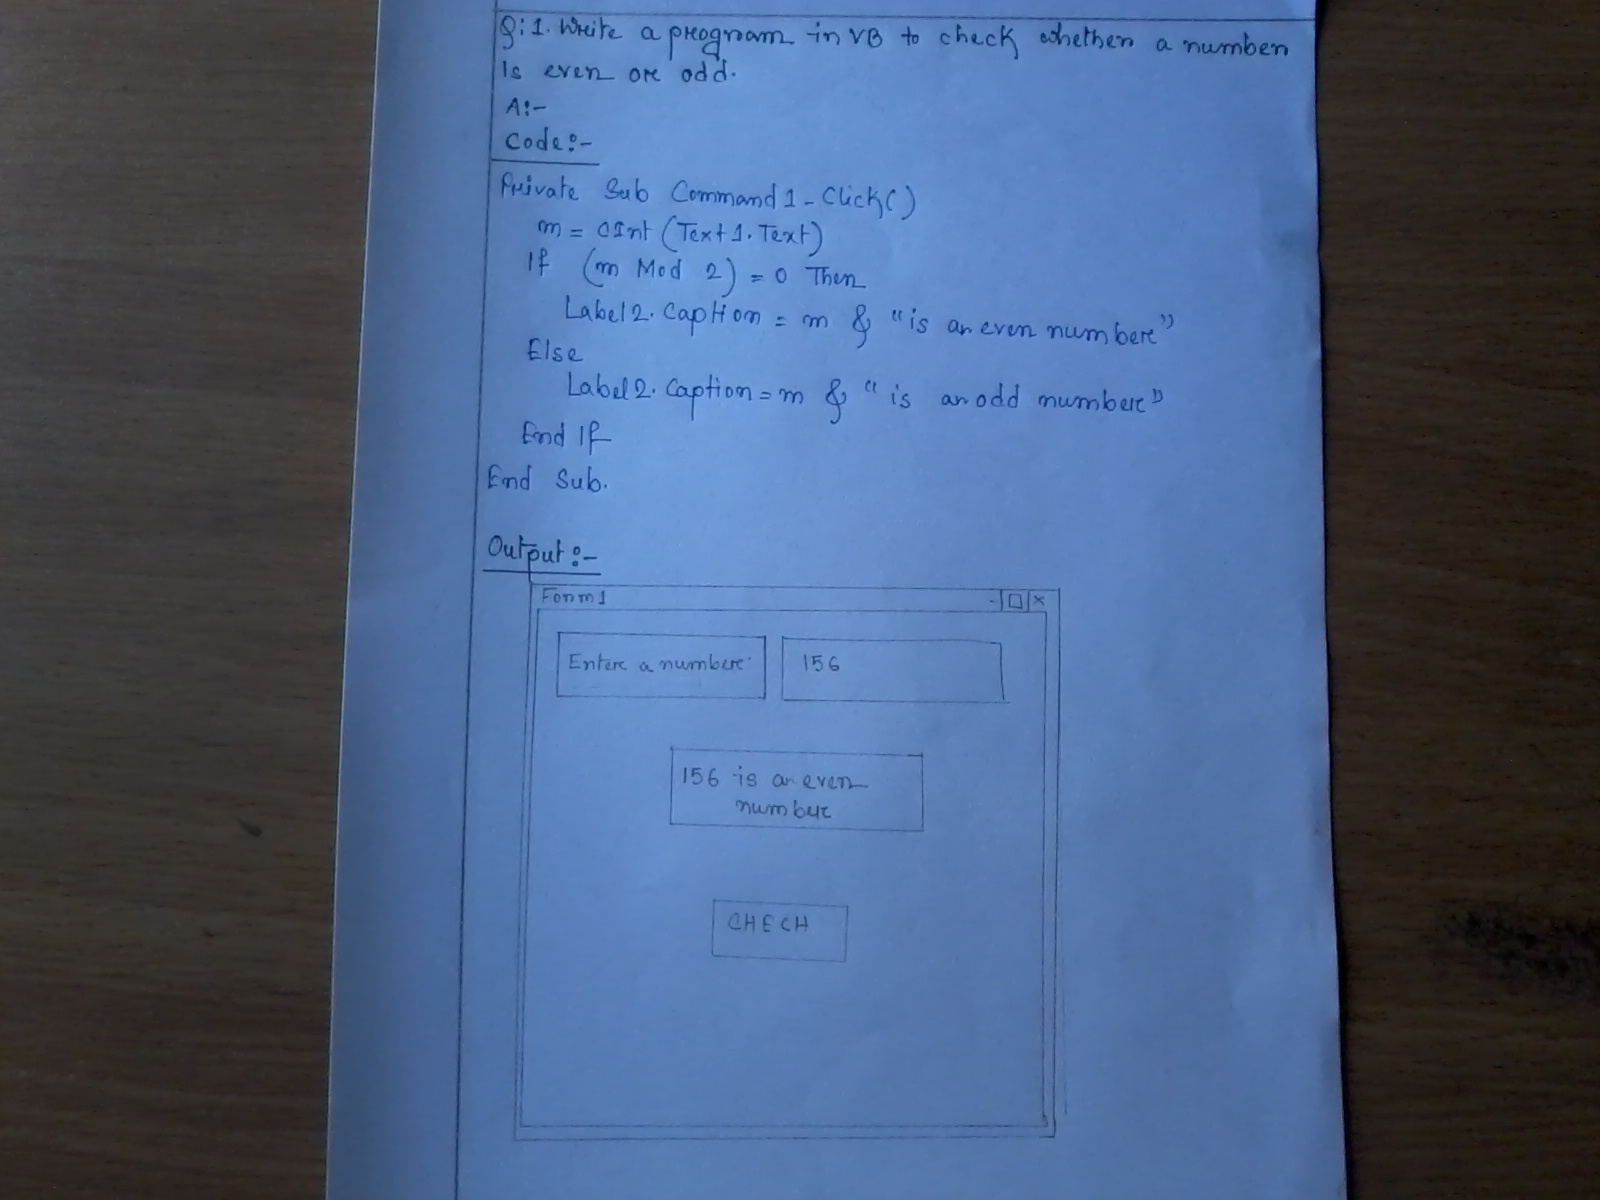 Q:1. Write a program in VB to check whether a number
is even or odd.
A:-
Code:-
Private Sub Command1_Click()
m = CInt (Text1.Text)
If (m Mod 2) = 0 Then
Label2.Caption = m & "is an even number"
Else
Label2.Caption = m & "is an odd number"
End If
End Sub.
Output:-
Form1 - □ ×
Enter a number: 156
156 is an even
number
CHECH